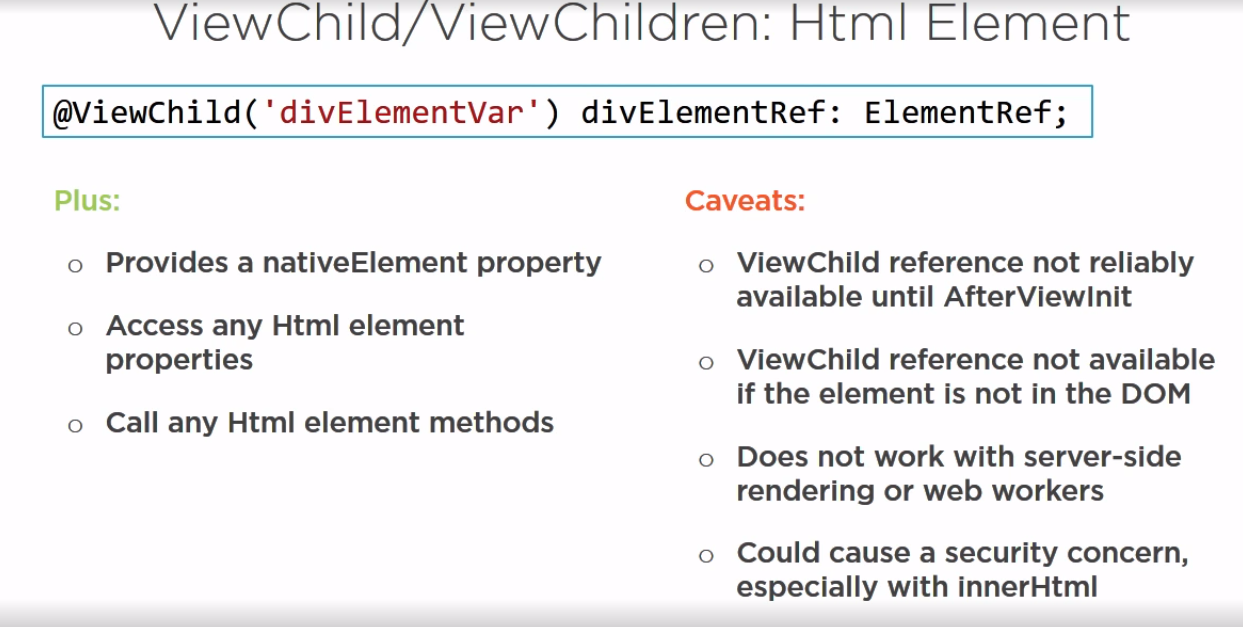 ViewChild/ViewChildren: Html Element
@ViewChild('divElementVar') divElementRef: ElementRef;
Plus:
o Provides a nativeElement property
o Access any Html element
properties
o Call any Html element methods
Caveats:
o ViewChild reference not reliably
available until AfterViewInit
o ViewChild reference not available
if the element is not in the DOM
o Does not work with server-side
rendering or web workers
o Could cause a security concern,
especially with innerHtml